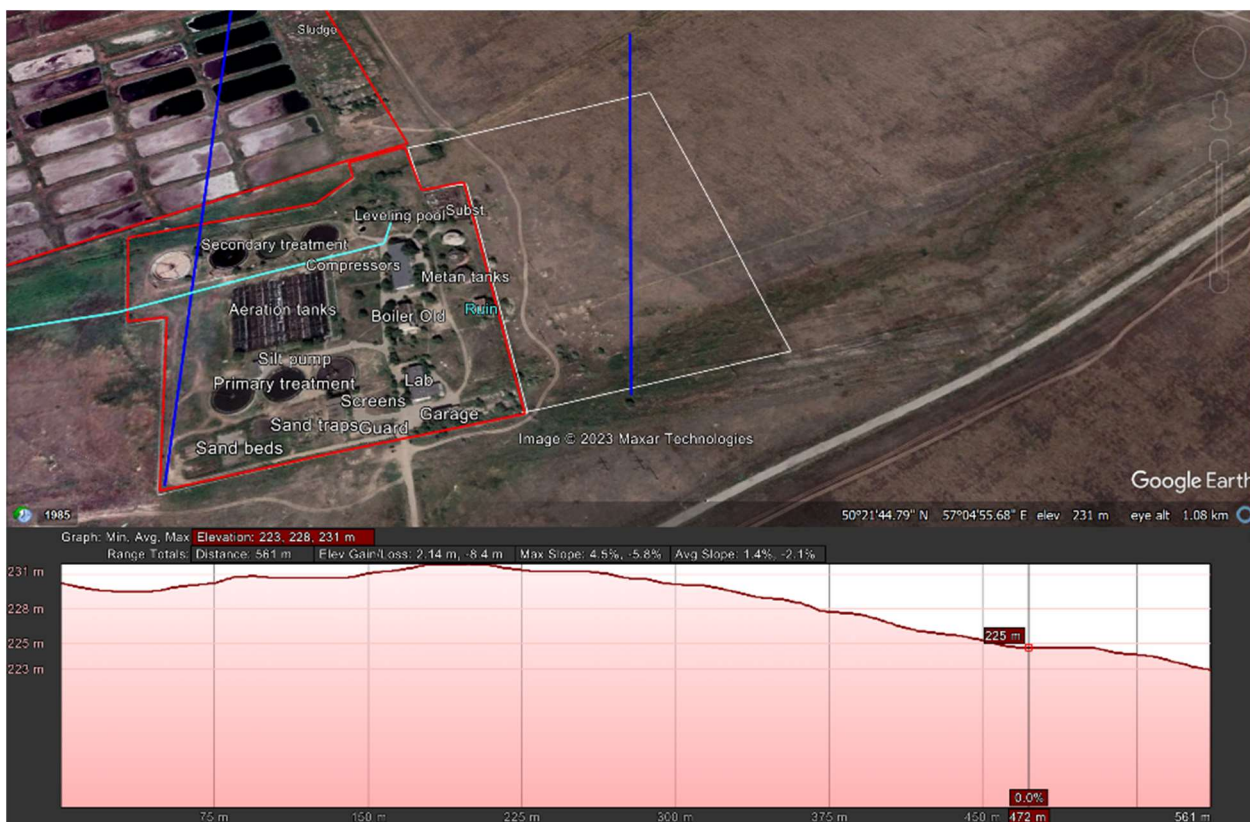 Sludge
Leveling pool
Subst
Secondary treatment
Compressors
Metan tanks
Aeration tanks
Boiler Old
Ruin
Silt pump
Primary treatment
Lab
Screens
Garage
Sand traps
Guard
Sand beds
Image © 2023 Maxar Technologies
Google Earth
1985
50°21'44.79" N 57°04'55.68" E elev 231 m eye alt 1.08 km
Graph: Min, Avg, Max Elevation: 223, 228, 231 m
Range Totals: Distance: 561 m Elev Gain/Loss: 2.14 m, -8.4 m Max Slope: 4.5%, -5.8% Avg Slope: 1.4%, -2.1%
231 m
228 m
225 m
225 m
223 m
0.0%
75 m 150 m 225 m 300 m 375 m 450 m 472 m 561 m